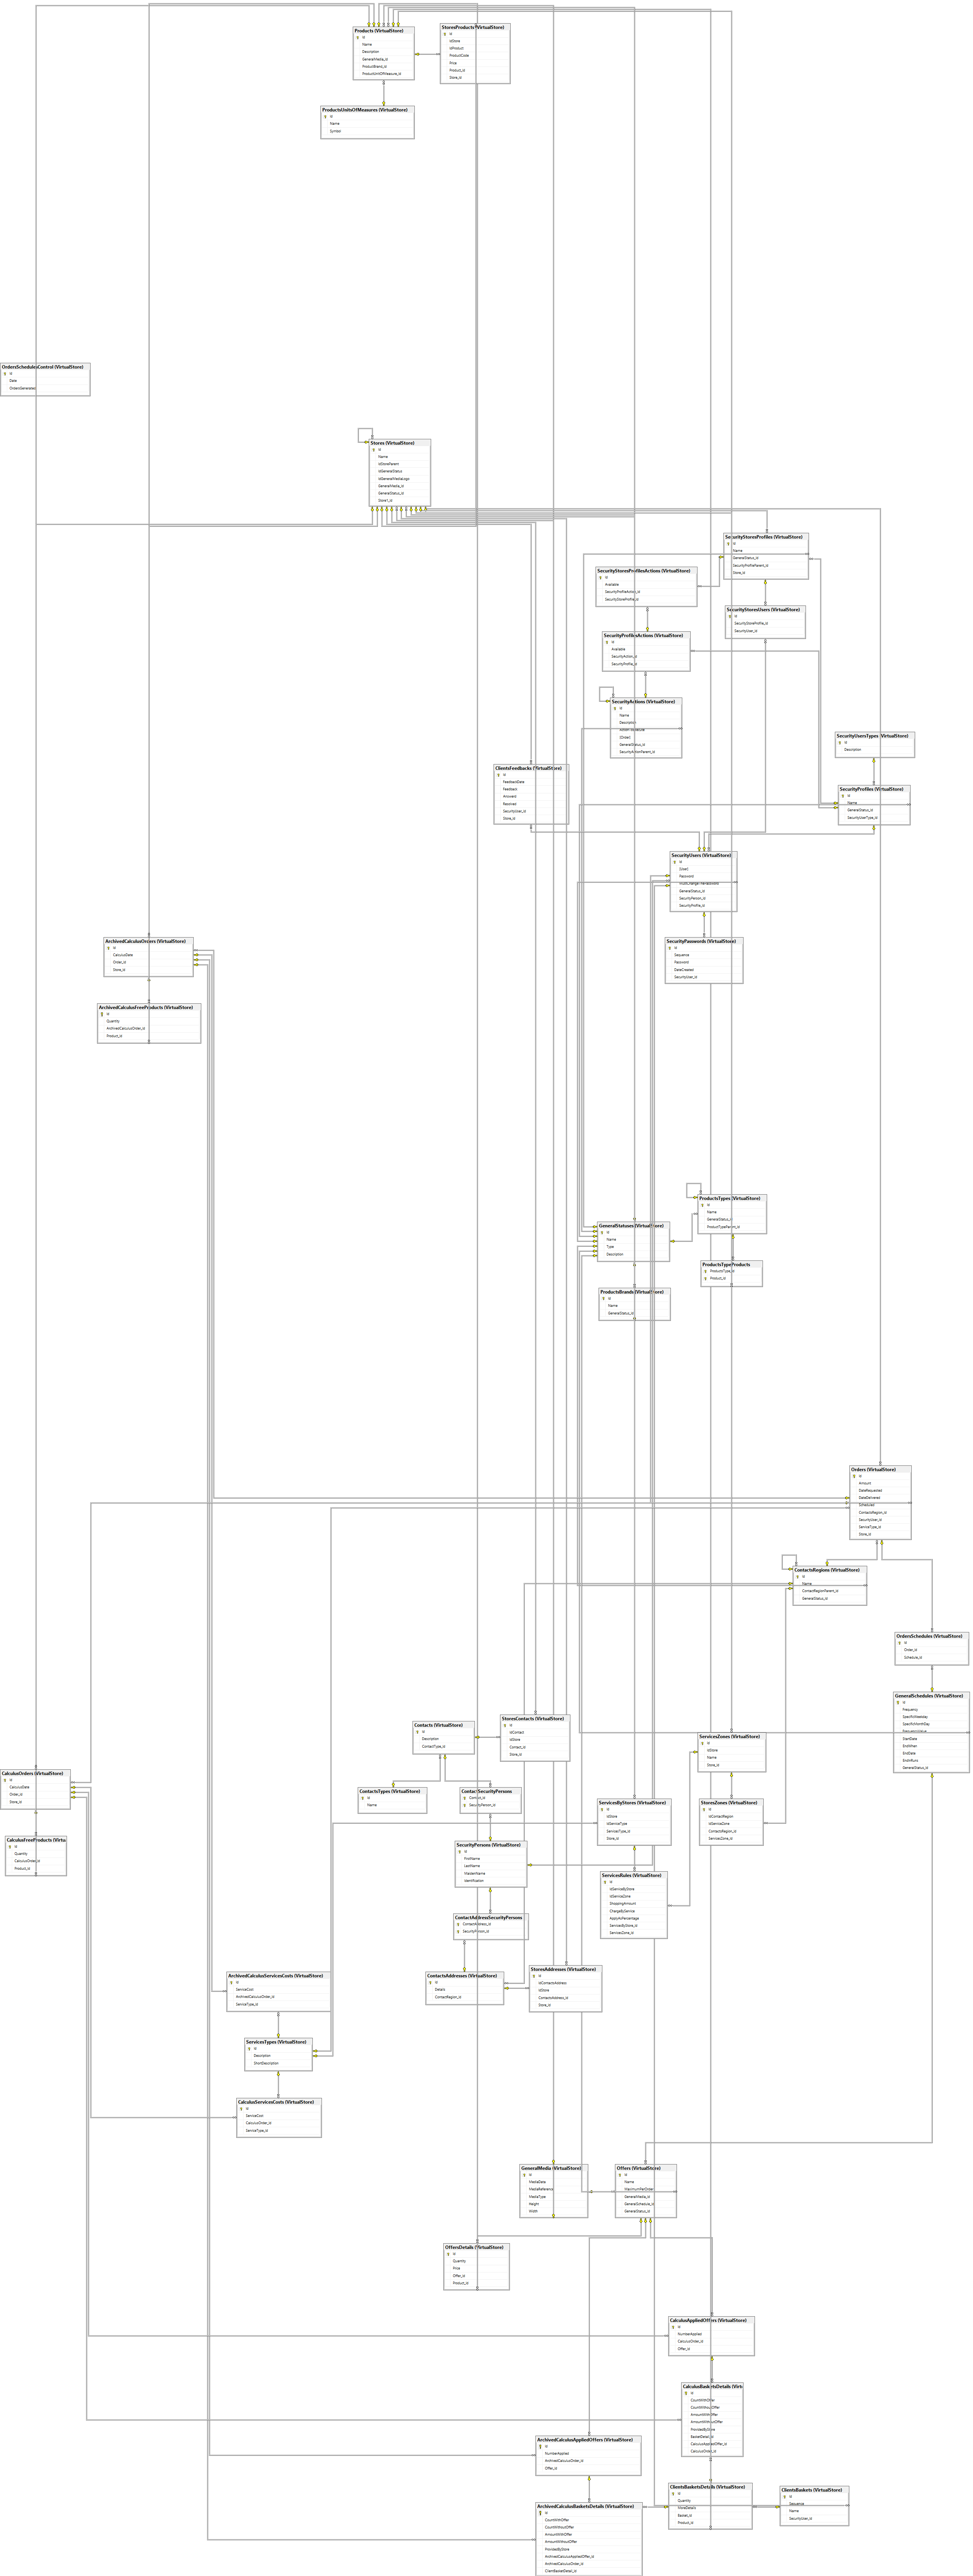 Products (VirtualStore)
Id
Name
Description
GeneralMedia_Id
ProductBrand_Id
ProductUnitOfMeasure_Id
StoresProducts (VirtualStore)
Id
IdStore
IdProduct
ProductCode
Price
Product_Id
Store_Id
ProductsUnitsOfMeasures (VirtualStore)
Id
Name
Symbol
OrdersSchedulesControl (VirtualStore)
Id
Date
OrdersGenerated
Stores (VirtualStore)
Id
Name
IdStoreParent
IdGeneralStatus
IdGeneralMediaLogo
GeneralMedia_Id
GeneralStatus_Id
Store1_Id
SecurityStoresProfiles (VirtualStore)
Id
Name
GeneralStatus_Id
SecurityProfileParent_Id
Store_Id
SecurityStoresProfilesActions (VirtualStore)
Id
Available
SecurityProfileAction_Id
SecurityStoreProfile_Id
SecurityStoresUsers (VirtualStore)
Id
SecurityStoreProfile_Id
SecurityUser_Id
SecurityProfilesActions (VirtualStore)
Id
Available
SecurityAction_Id
SecurityProfile_Id
SecurityActions (VirtualStore)
Id
Name
Description
[Order]
GeneralStatus_Id
SecurityActionParent_Id
SecurityUsersTypes (VirtualStore)
Id
Description
ClientsFeedbacks (VirtualStore)
Id
FeedbackDate
Feedback
Answerd
Resolved
SecurityUser_Id
Store_Id
SecurityProfiles (VirtualStore)
Id
Name
GeneralStatus_Id
SecurityUserType_Id
SecurityUsers (VirtualStore)
Id
[User]
Password
GeneralStatus_Id
SecurityPerson_Id
SecurityProfile_Id
ArchivedCalculusOrders (VirtualStore)
Id
CalculusDate
Order_Id
Store_Id
SecurityPasswords (VirtualStore)
Id
Sequence
Password
DateCreated
SecurityUser_Id
ArchivedCalculusFreeProducts (VirtualStore)
Id
Quantity
ArchivedCalculusOrder_Id
Product_Id
ProductsTypes (VirtualStore)
Id
Name
GeneralStatus_Id
ProductTypeParent_Id
GeneralStatuses (VirtualStore)
Id
Name
Type
Description
ProductsTypeProducts
ProductsType_Id
Product_Id
ProductsBrands (VirtualStore)
Id
Name
GeneralStatus_Id
Orders (VirtualStore)
Id
Amount
DateRequested
DateDelivered
Scheduled
ContactsRegion_Id
SecurityUser_Id
ServiceType_Id
Store_Id
ContactsRegions (VirtualStore)
Id
Name
ContactRegionParent_Id
GeneralStatus_Id
OrdersSchedules (VirtualStore)
Id
Order_Id
Schedule_Id
GeneralSchedules (VirtualStore)
Id
Frequency
SpecificWeekday
SpecificMonthDay
StartDate
EndWhen
EndDate
EndnRuns
GeneralStatus_Id
StoresContacts (VirtualStore)
Id
IdContact
IdStore
Contact_Id
Store_Id
Contacts (VirtualStore)
Id
Description
ContactType_Id
ServicesZones (VirtualStore)
Id
IdStore
Name
Store_Id
CalculusOrders (VirtualStore)
Id
CalculusDate
Order_Id
Store_Id
ContactsTypes (VirtualStore)
Id
Name
ContactSecurityPersons
Contact_Id
SecurityPerson_Id
ServicesByStores (VirtualStore)
Id
IdStore
IdServiceType
ServicesType_Id
Store_Id
StoresZones (VirtualStore)
Id
IdContactRegion
IdServiceZone
ContactsRegion_Id
ServicesZone_Id
CalculusFreeProducts (Virtua
Id
Quantity
CalculusOrder_Id
Product_Id
SecurityPersons (VirtualStore)
Id
FirstName
LastName
MaidenName
Identification
ServicesRules (VirtualStore)
Id
IdServiceByStore
IdServiceZone
ShoppingAmount
ChargeByService
ApplyAsPercentage
ServicesByStore_Id
ServicesZone_Id
ContactAddressSecurityPersons
ContactAddress_Id
SecurityPerson_Id
StoresAddresses (VirtualStore)
Id
IdContactAddress
IdStore
ContactsAddress_Id
Store_Id
ContactsAddresses (VirtualStore)
Id
Details
ContactRegion_Id
ArchivedCalculusServicesCosts (VirtualStore)
Id
ServiceCost
ArchivedCalculusOrder_Id
ServiceType_Id
ServicesTypes (VirtualStore)
Id
Description
ShortDescription
CalculusServicesCosts (VirtualStore)
Id
ServiceCost
CalculusOrder_Id
ServiceType_Id
GeneralMedia (VirtualStore)
Id
MediaData
MediaReference
MediaType
Height
Width
Offers (VirtualStore)
Id
Name
MaximumPerOrder
GeneralMedia_Id
GeneralSchedule_Id
GeneralStatus_Id
OffersDetails (VirtualStore)
Id
Quantity
Price
Offer_Id
Product_Id
CalculusAppliedOffers (VirtualStore)
Id
NumberApplied
CalculusOrder_Id
Offer_Id
CalculusBasketsDetails (Virtu
Id
CountWithOffer
CountWithoutOffer
AmountWithOffer
AmountWithoutOffer
ProvidedByStore
BasketDetail_Id
CalculusAppliedOffer_Id
CalculusOrder_Id
ArchivedCalculusAppliedOffers (VirtualStore)
Id
NumberApplied
ArchivedCalculusOrder_Id
Offer_Id
ClientsBasketsDetails (VirtualStore)
Id
Quantity
MoreDetails
Basket_Id
Product_Id
ClientsBaskets (VirtualStore)
Id
Sequence
Name
SecurityUser_Id
ArchivedCalculusBasketsDetails (VirtualStore)
Id
CountWithOffer
CountWithoutOffer
AmountWithOffer
AmountWithoutOffer
ProvidedByStore
ArchivedCalculusAppliedOffer_Id
ArchivedCalculusOrder_Id
ClientBasketDetail_Id